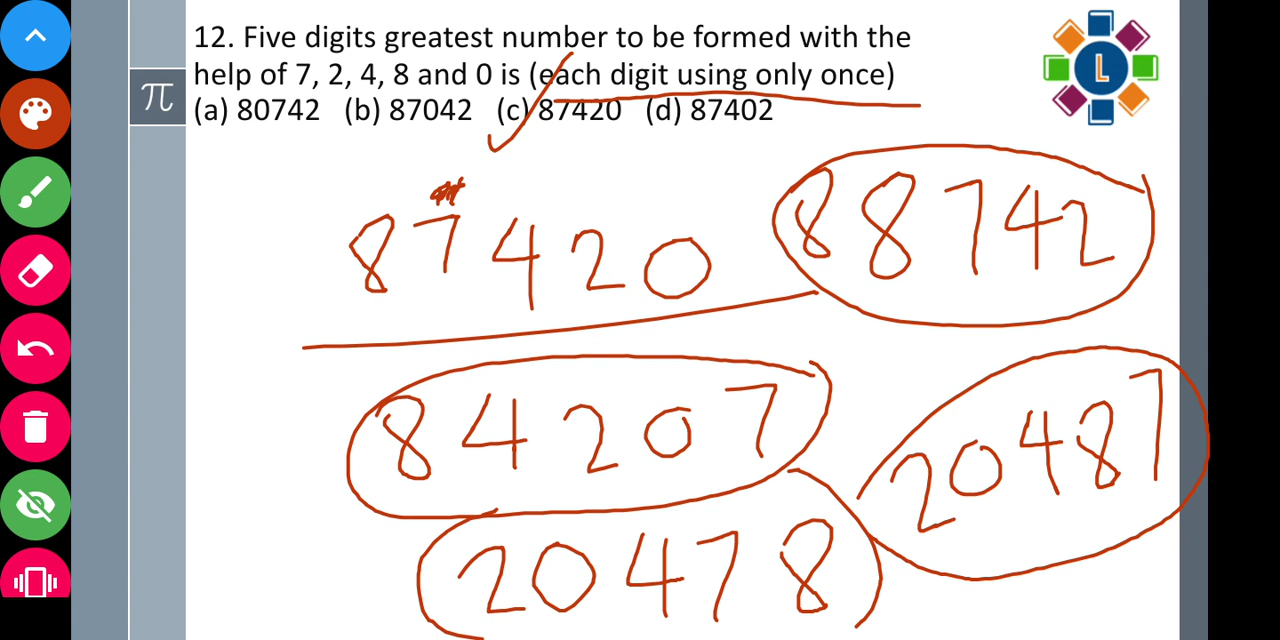 12. Five digits greatest number to be formed with the
help of 7, 2, 4, 8 and 0 is (each digit using only once)
(a) 80742 (b) 87042 (c) 87420 (d) 87402
π
L
87420
88742
84207
20487
20478